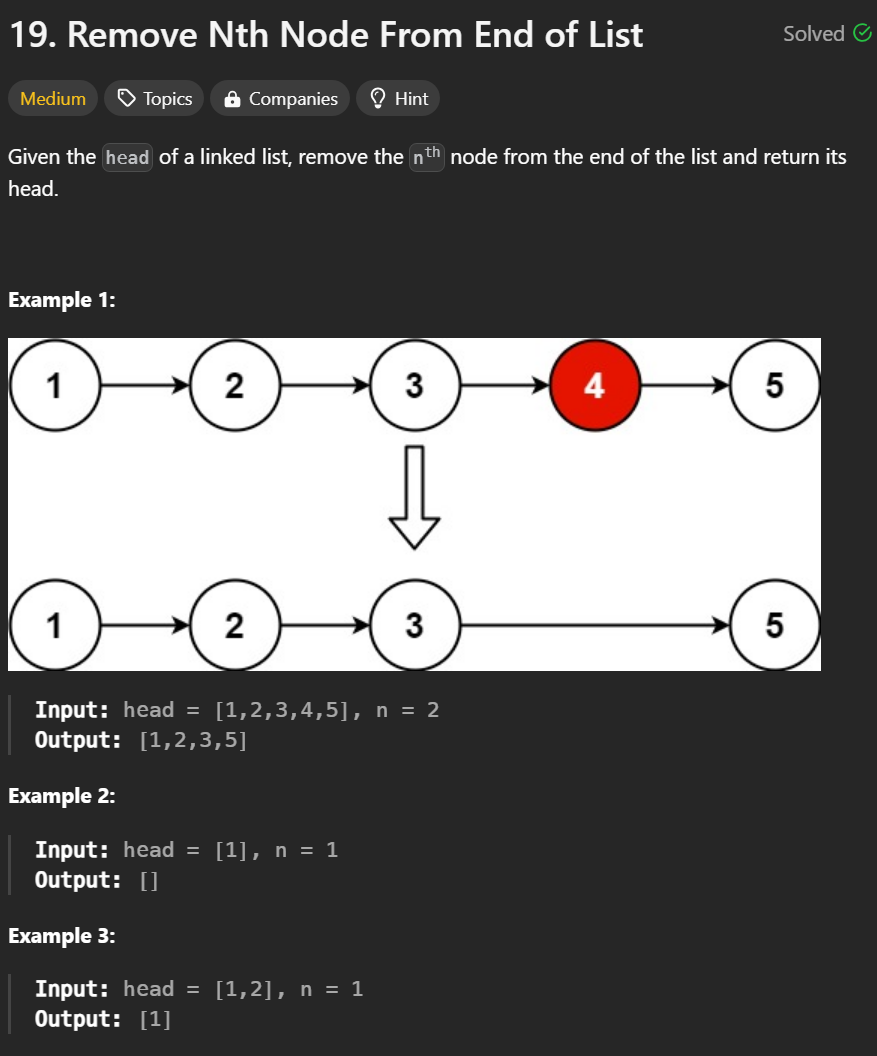 19. Remove Nth Node From End of List
Solved
Medium
Topics
Companies
Hint
Given the head of a linked list, remove the nth node from the end of the list and return its
head.
Example 1:
1 2 3 4 5
1 2 3 5
Input: head = [1,2,3,4,5], n = 2
Output: [1,2,3,5]
Example 2:
Input: head = [1], n = 1
Output: []
Example 3:
Input: head = [1,2], n = 1
Output: [1]